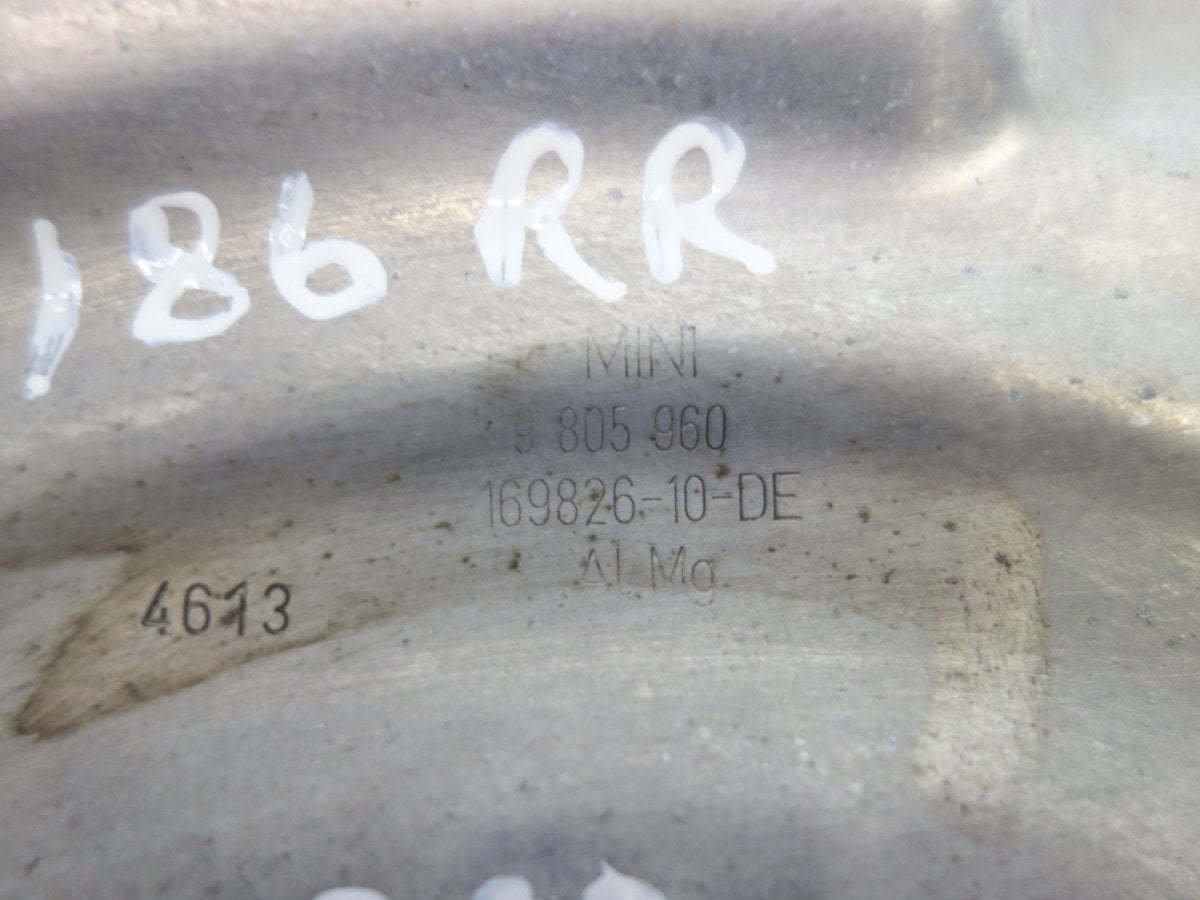 186 RR
MINI
9 805 960
169826-10-DE
Al Mg
4613